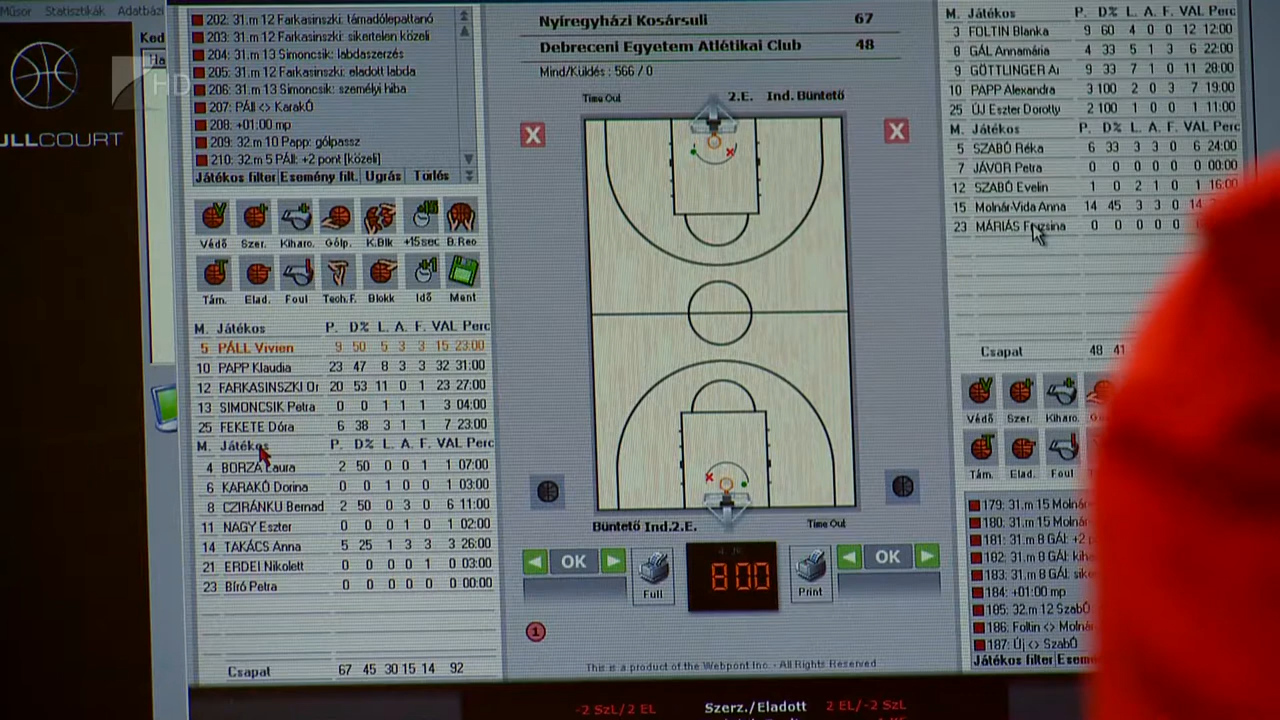 Műsor Statisztikák Adatbázi
Ked
HD
ULLCOURT
202: 31.m 12 Farkasinszki: támadólepattanó
203: 31.m 12 Farkasinszki: sikertelen közeli
204: 31.m 13 Simoncsik: labdaszerzés
205: 31.m 12 Farkasinszki: eladott labda
206: 31.m 13 Simoncsik: személyi hiba
207: Páll <> KarakÓ
208: +01:00 mp
209: 32.m 10 Papp: gólpassz
210: 32.m 5 Páll: +2 pont [közeli]
Játékos filter Esemény filt. Ugrás Törlés
Védő Szer. Kiharc. Gólp. K.Blk +15sec B.Reo
Tám. Elad. Foul Tech.F. Blokk Idő Ment
M. Játékos P. D% L. A. F. VAL Perc
5 PÁLL Vivien 9 50 5 3 3 15 23:00
10 PAPP Klaudia 23 47 8 3 3 32 31:00
12 FARKASINSZKI Or 20 53 11 0 1 23 27:00
13 SIMONCSIK Petra 0 0 1 1 1 3 04:00
25 FEKETE Dóra 6 38 3 1 1 7 23:00
M. Játékos P. D% L. A. F. VAL Perc
4 BORZA Laura 2 50 0 0 1 1 07:00
6 KARAKÓ Dorina 0 0 1 0 0 1 03:00
8 CZIRÁNKU Bernad 2 50 0 3 0 6 11:00
11 NAGY Eszter 0 0 0 1 0 1 02:00
14 TAKÁCS Anna 5 25 1 3 3 3 26:00
21 ERDEI Nikolett 0 0 0 0 1 0 03:00
23 Bíró Petra 0 0 0 0 0 0 00:00
Csapat 67 45 30 15 14 92
Nyíregyházi Kosársuli 67
Debreceni Egyetem Atlétikai Club 48
Mind/Küldés : 566 / 0
Time Out 2.E. Ind. Büntető
X X
Büntető Ind.2.E. Time Out
OK Full 8:00 Print OK
1
This is a product of the Webpont Inc. - All Rights Reserved
-2 SzL/2 EL Szerz./Eladott 2 EL/-2 SzL
M. Játékos P. D% L. A. F. VAL Perc
3 FOLTIN Blanka 9 60 4 0 0 12 12:00
8 GÁL Annamária 4 33 5 1 3 6 22:00
9 GÖTTLINGER Ar 9 33 7 1 0 11 28:00
10 PAPP Alexandra 3 100 2 0 3 7 19:00
25 ÚJ Eszter Dorotty 2 100 1 0 0 1 11:00
M. Játékos P. D% L. A. F. VAL Perc
5 SZABÓ Réka 6 33 3 3 0 6 24:00
7 JÁVOR Petra 0 0 0 0 0 0 00:00
12 SZABÓ Evelin 1 0 2 1 0 1 16:00
15 Molnár-Vida Anna 14 45 3 3 0 14
23 MÁRIÁS 0 0 0 0 0
Csapat 48 41
Védő Szer. Kiharc.
Tám. Elad. Foul
179: 31.m 15 Molnár
180: 31.m 15 Molnár
181: 31.m 8 GÁL: +2 p
182: 31.m 8 GÁL: kiha
183: 31.m 8 GÁL: sike
184: +01:00 mp
185: 32.m 12 SzabÓ
186: Foltin <> Molná
187: Új <> SzabÓ
Játékos filter Esem